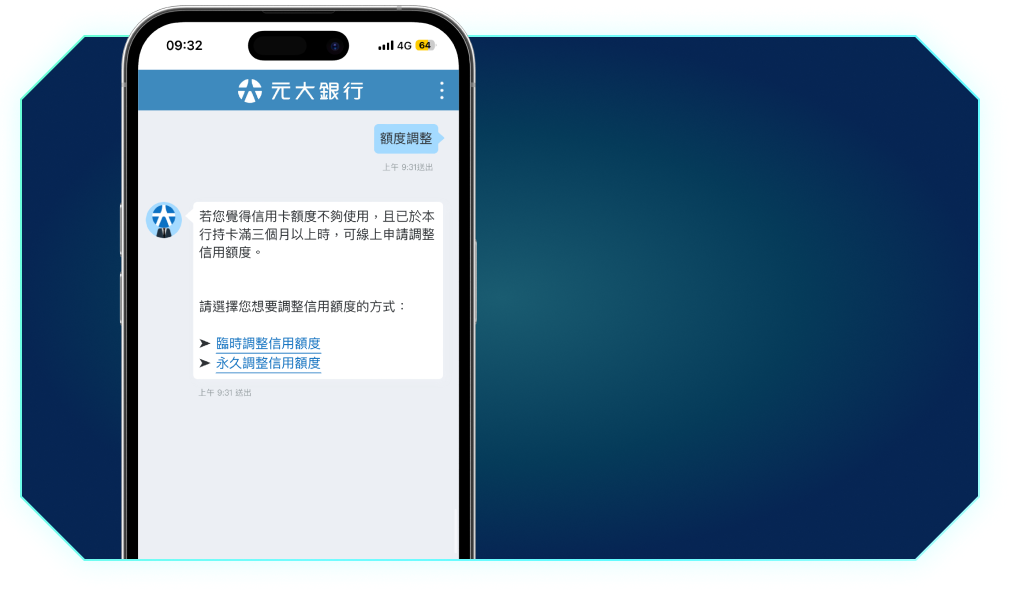 09:32
4G 64
元大銀行
額度調整
上午 9:31送出
若您覺得信用卡額度不夠使用，且已於本
行持卡滿三個月以上時，可線上申請調整
信用額度。
請選擇您想要調整信用額度的方式：
➤ 臨時調整信用額度
➤ 永久調整信用額度
上午 9:31 送出